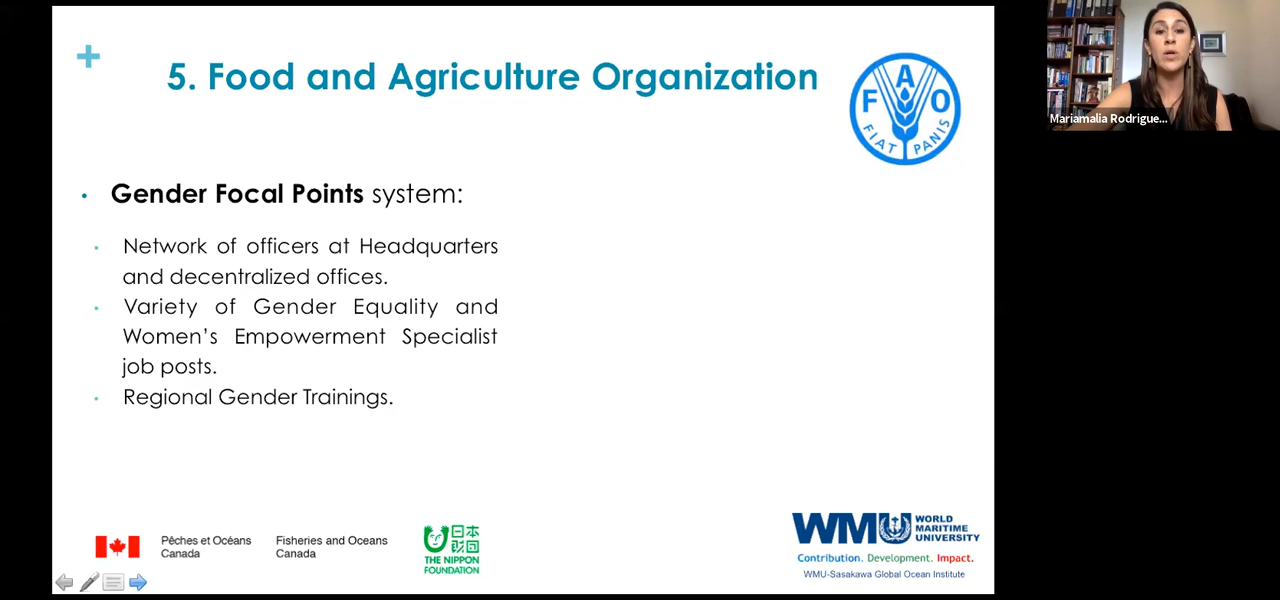 5. Food and Agriculture Organization
F A O
FIAT PANIS
Mariamalia Rodrigue...
• Gender Focal Points system:
• Network of officers at Headquarters
and decentralized offices.
• Variety of Gender Equality and
Women's Empowerment Specialist
job posts.
• Regional Gender Trainings.
Pêches et Océans
Canada
Fisheries and Oceans
Canada
日本
財団
THE NIPPON
FOUNDATION
WMU WORLD
MARITIME
UNIVERSITY
Contribution. Development. Impact.
WMU-Sasakawa Global Ocean Institute